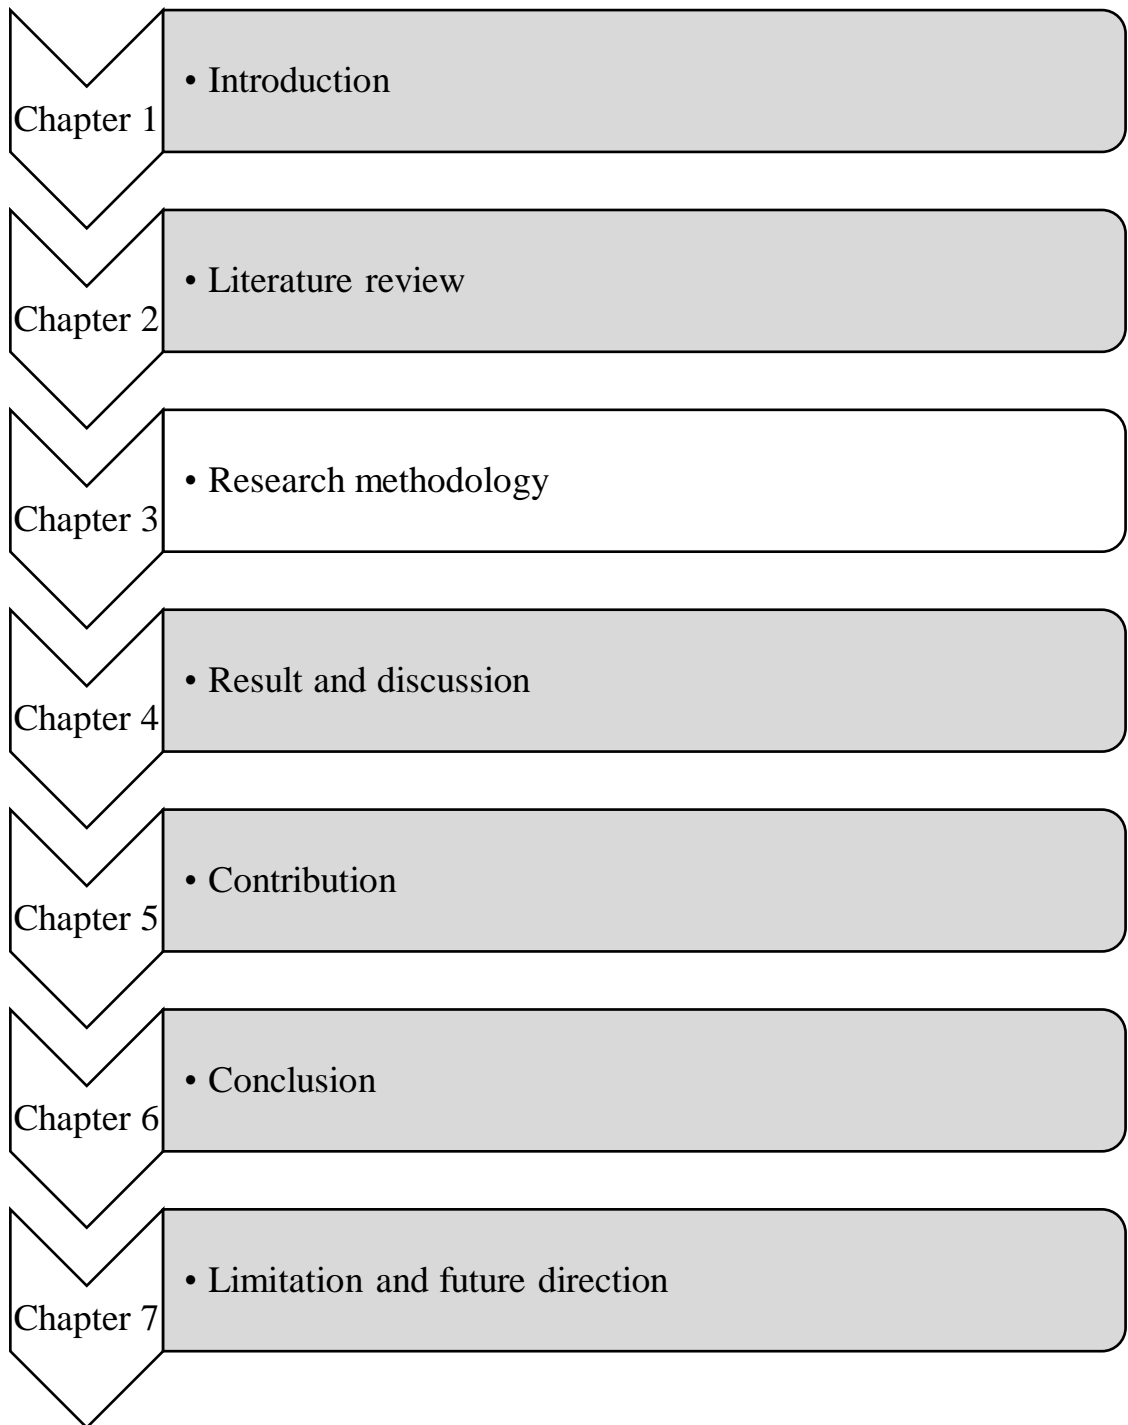 Chapter 1
• Introduction
Chapter 2
• Literature review
Chapter 3
• Research methodology
Chapter 4
• Result and discussion
Chapter 5
• Contribution
Chapter 6
• Conclusion
Chapter 7
• Limitation and future direction